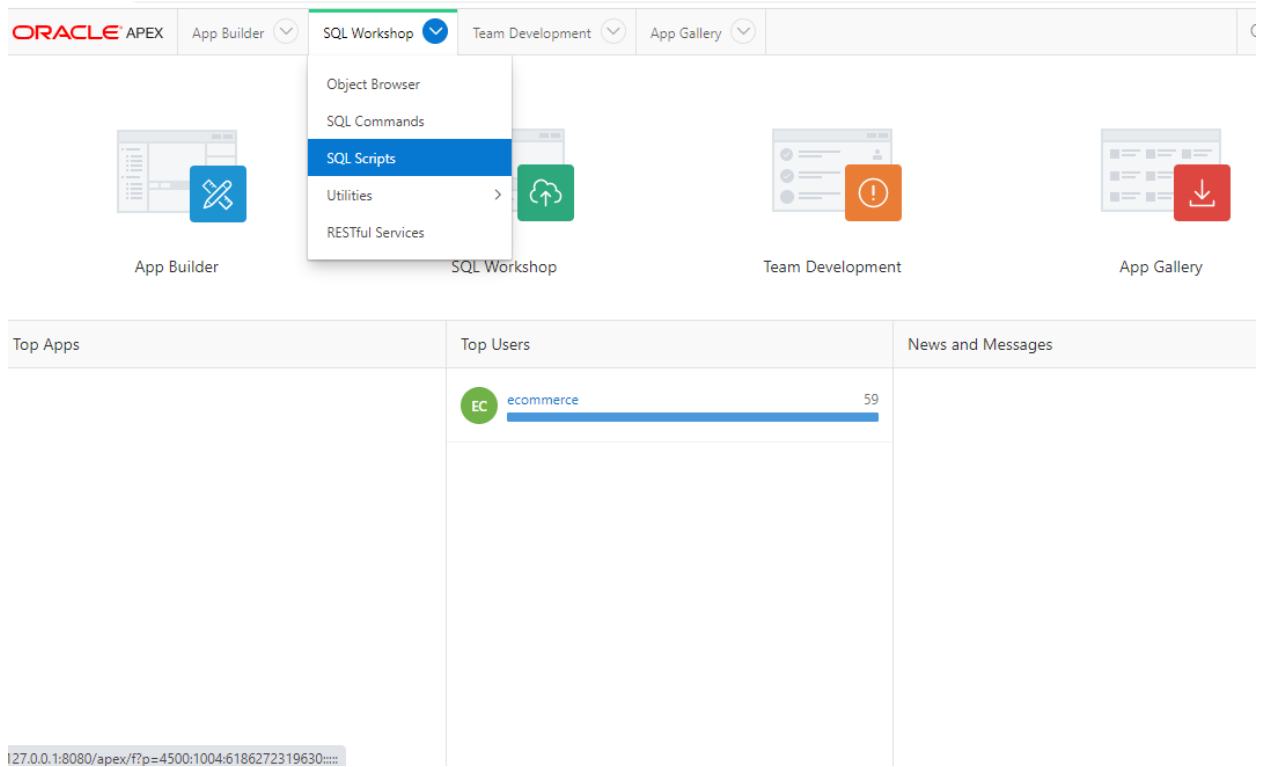 ORACLE APEX App Builder SQL Workshop Team Development App Gallery
Object Browser
SQL Commands
SQL Scripts
Utilities
RESTful Services
App Builder SQL Workshop Team Development App Gallery
Top Apps Top Users News and Messages
EC ecommerce 59
127.0.0.1:8080/apex/f?p=4500:1004:6186272319630:::::